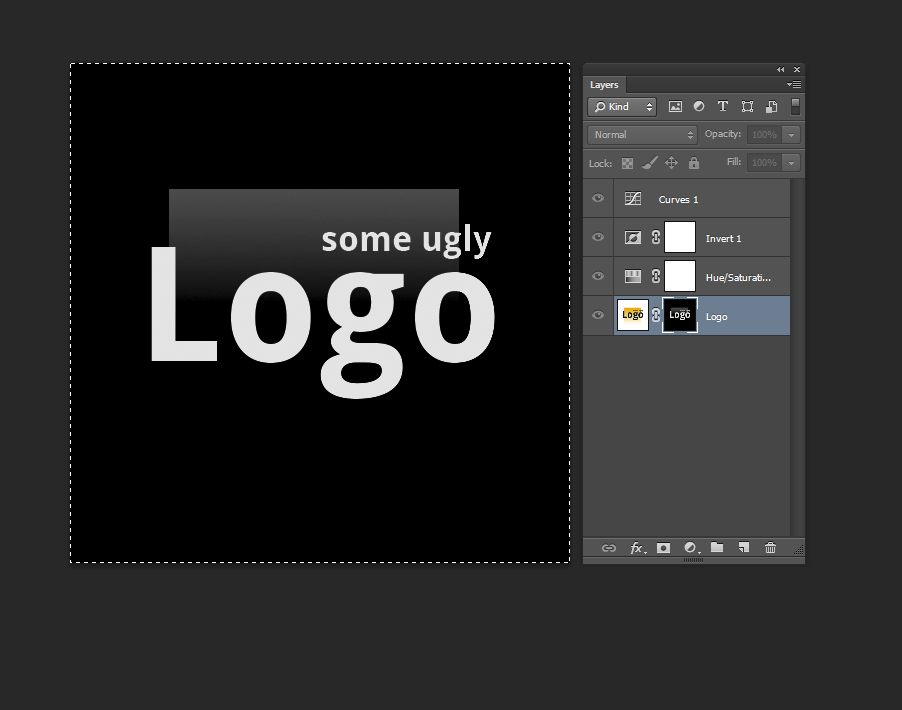 some ugly
Logo
Layers
Kind
Normal
Opacity:
100%
Lock:
Fill:
100%
Curves 1
Invert 1
Hue/Saturati...
Logo
Logo
Logo
fx